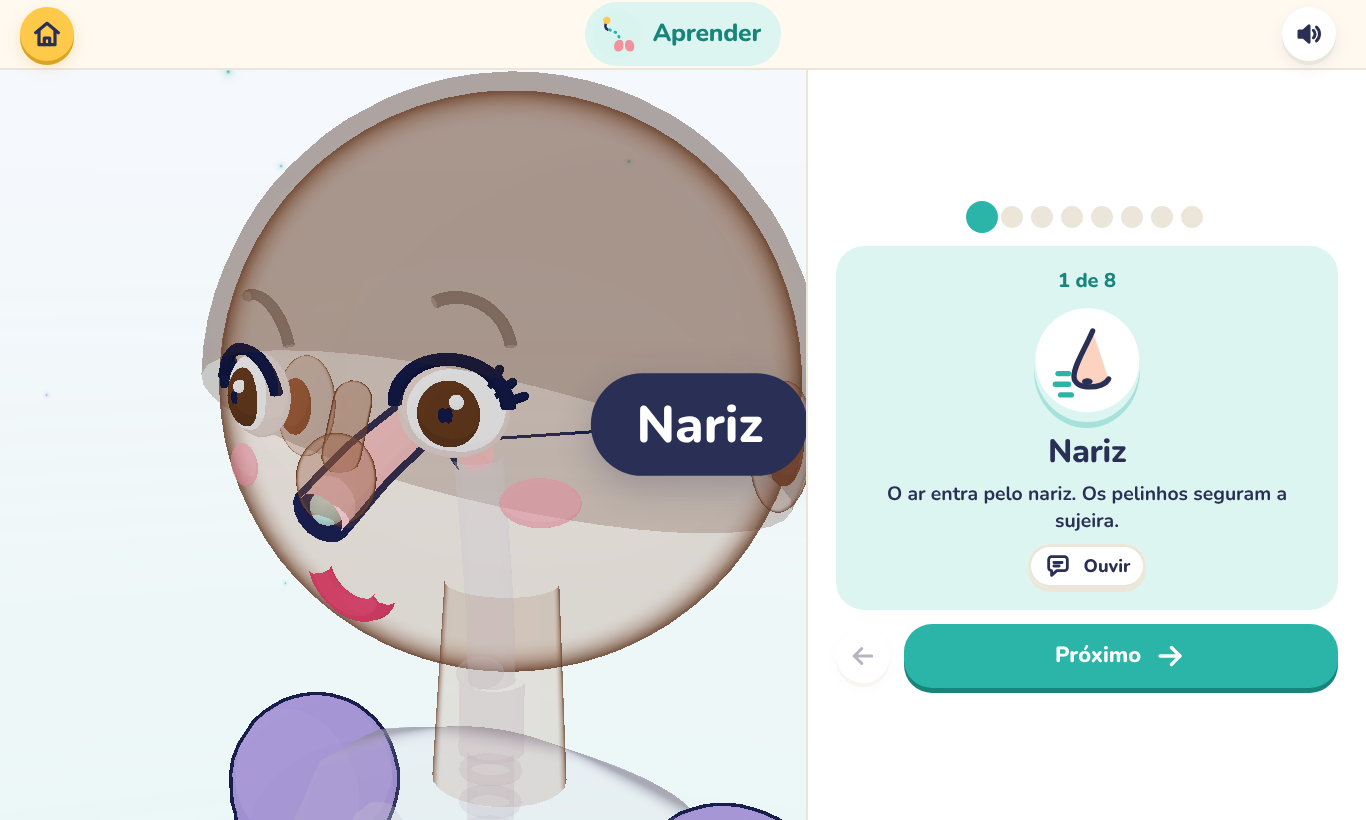 Aprender
Nariz
1 de 8
Nariz
O ar entra pelo nariz. Os pelinhos seguram a
sujeira.
Ouvir
Próximo